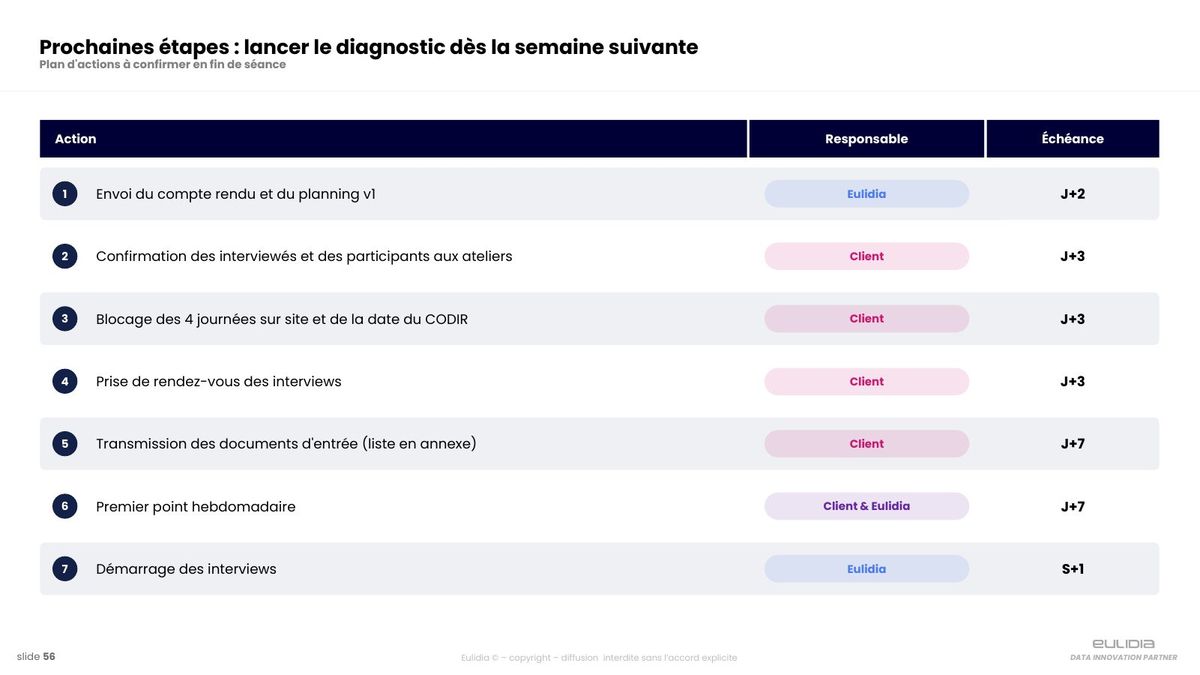 Prochaines étapes : lancer le diagnostic dès la semaine suivante
Plan d'actions à confirmer en fin de séance
Action Responsable Échéance
1 Envoi du compte rendu et du planning v1 Eulidia J+2
2 Confirmation des interviewés et des participants aux ateliers Client J+3
3 Blocage des 4 journées sur site et de la date du CODIR Client J+3
4 Prise de rendez-vous des interviews Client J+3
5 Transmission des documents d'entrée (liste en annexe) Client J+7
6 Premier point hebdomadaire Client & Eulidia J+7
7 Démarrage des interviews Eulidia S+1
slide 56
Eulidia © – copyright – diffusion interdite sans l'accord explicite
EULIDIA
DATA INNOVATION PARTNER